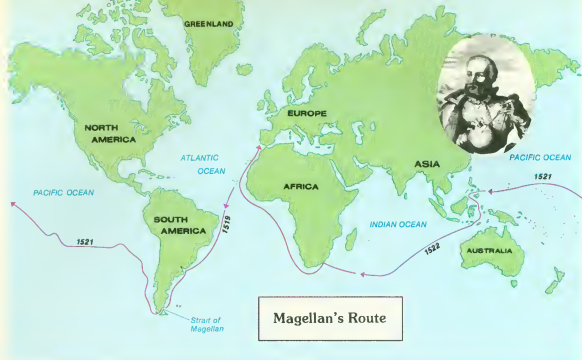 GREENLAND
NORTH
AMERICA
EUROPE
ASIA
ATLANTIC
OCEAN
PACIFIC OCEAN
1521
AFRICA
PACIFIC OCEAN
SOUTH
AMERICA
1519
INDIAN OCEAN
1521
1522
AUSTRALIA
Strait of
Magellan
Magellan's Route